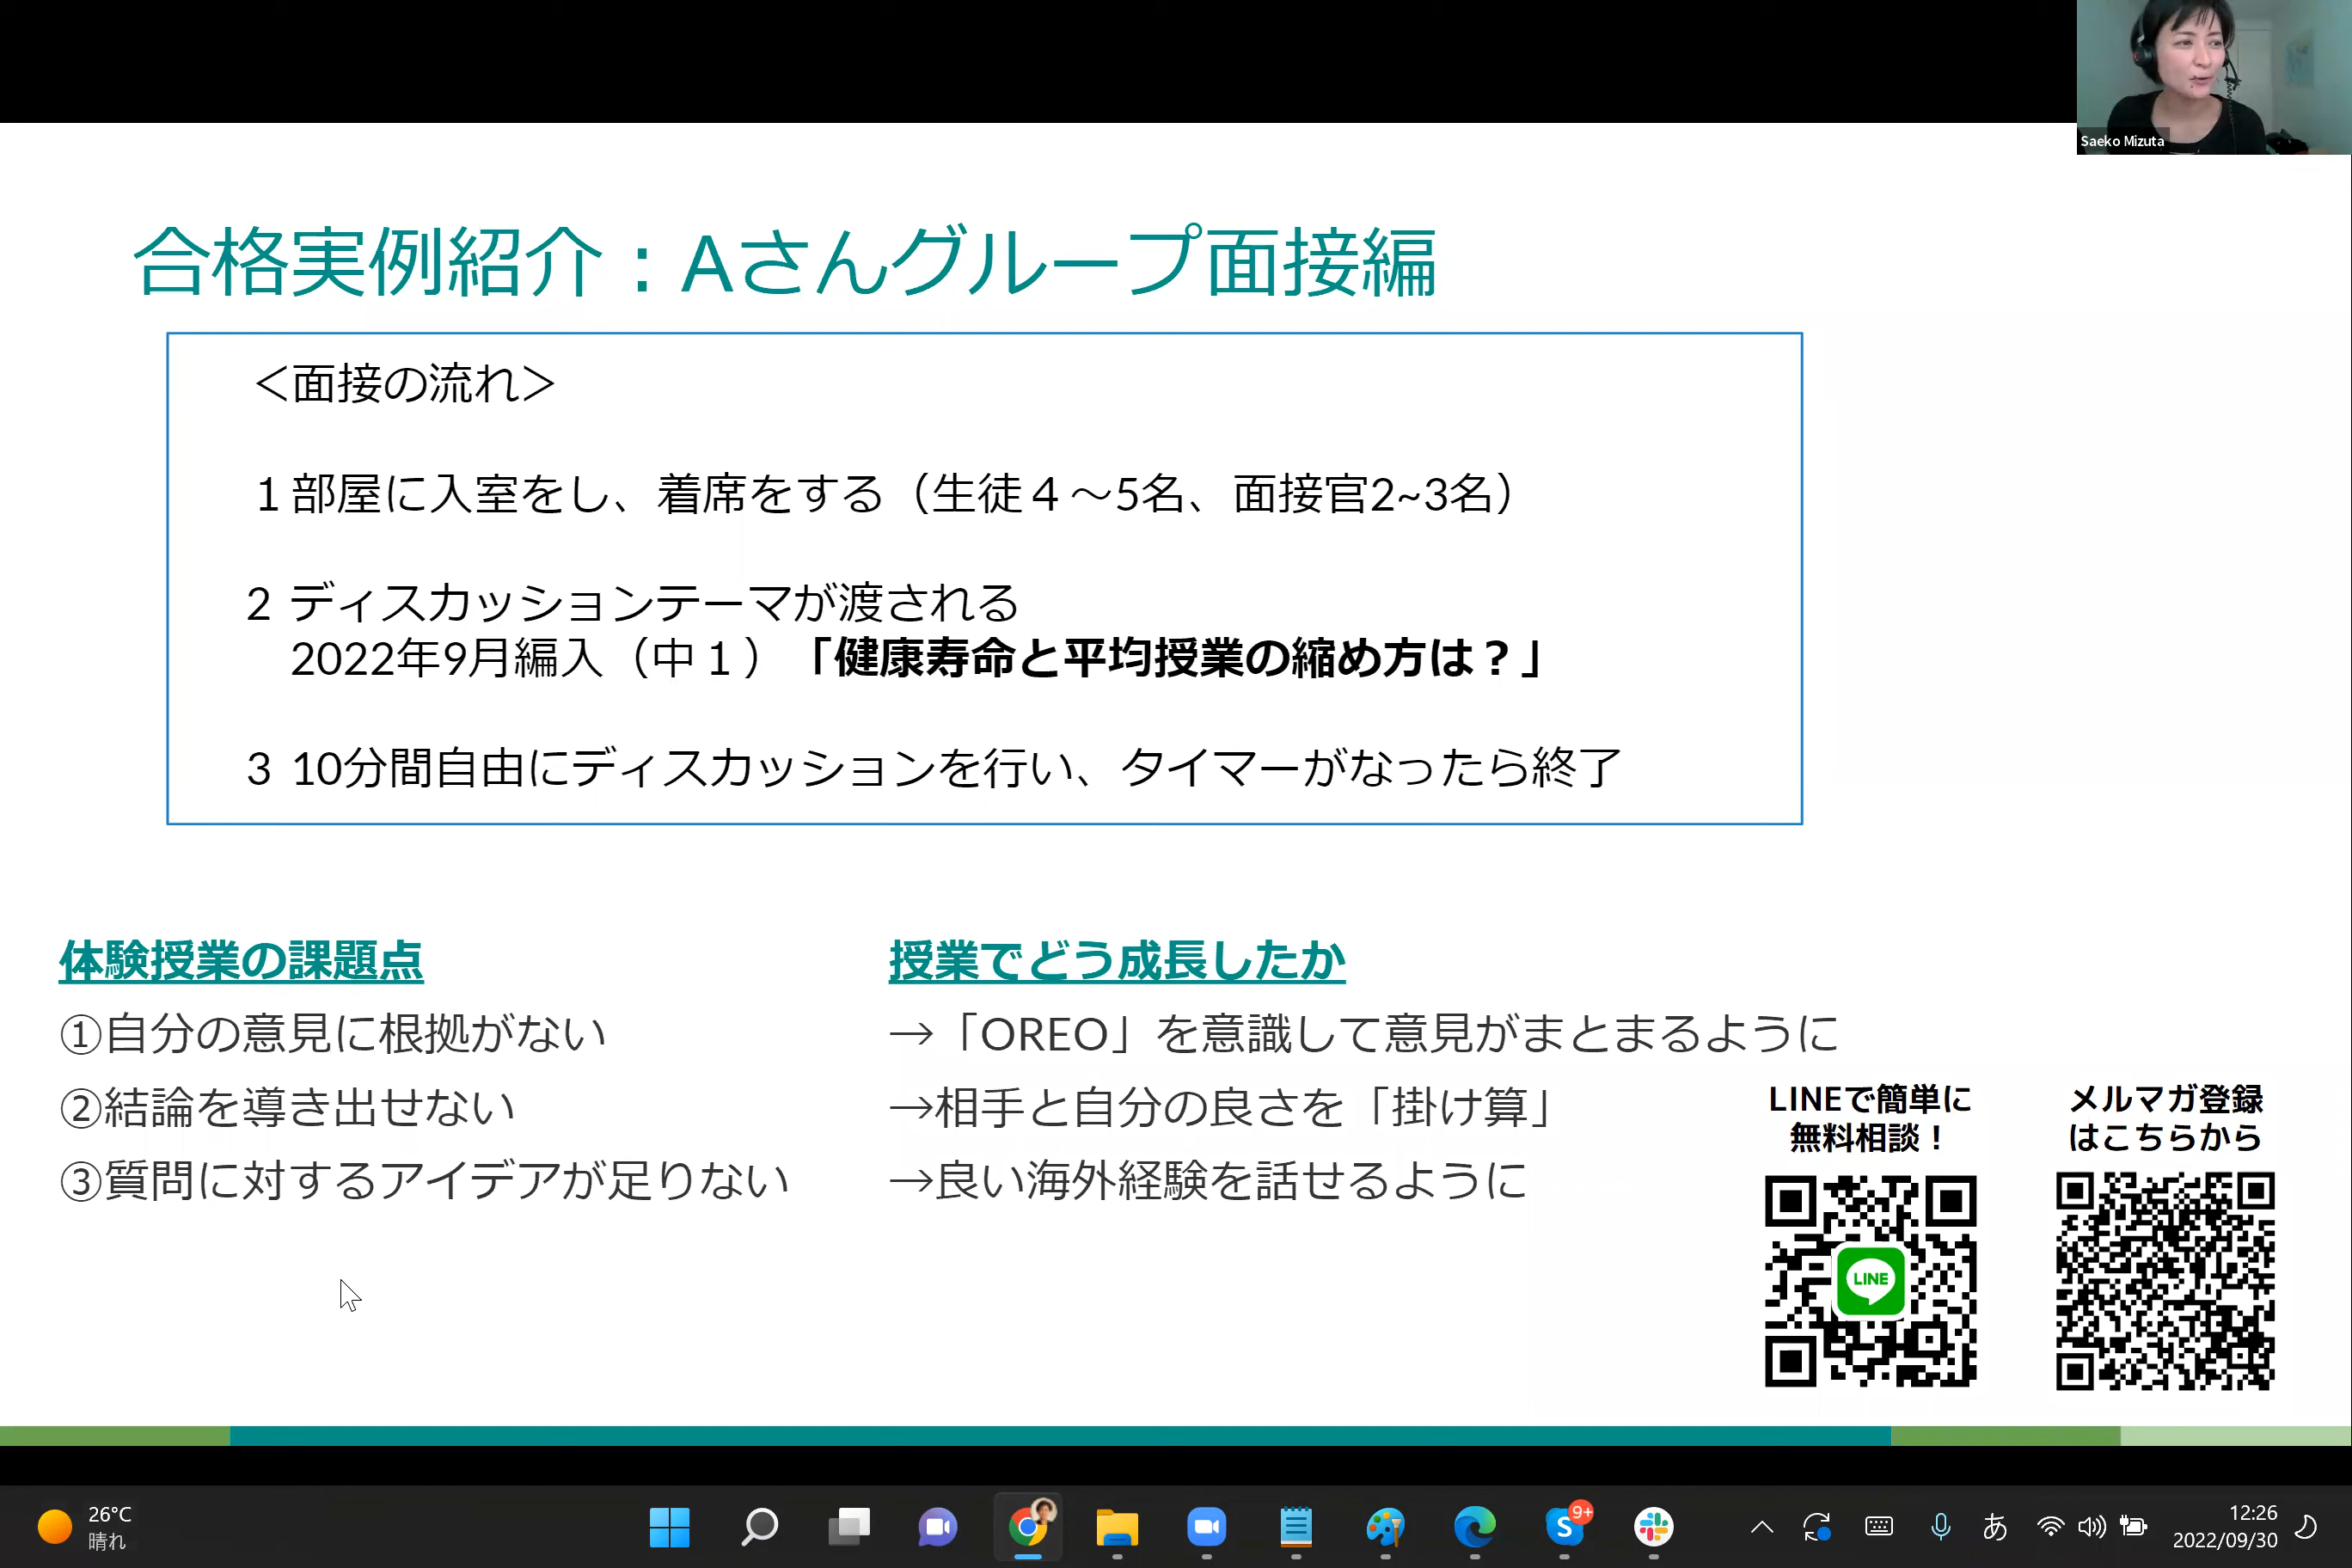 Saeko Mizuta
合格実例紹介：Aさんグループ面接編
＜面接の流れ＞
１部屋に入室をし、着席をする（生徒４～5名、面接官2~3名）
2 ディスカッションテーマが渡される
2022年9月編入（中１）「健康寿命と平均授業の縮め方は？」
3 10分間自由にディスカッションを行い、タイマーがなったら終了
体験授業の課題点
①自分の意見に根拠がない
②結論を導き出せない
③質問に対するアイデアが足りない
授業でどう成長したか
→「OREO」を意識して意見がまとまるように
→相手と自分の良さを「掛け算」
→良い海外経験を話せるように
LINEで簡単に
無料相談！
LINE
メルマガ登録
はこちらから
26°C
晴れ
S
9+
あ
12:26
2022/09/30